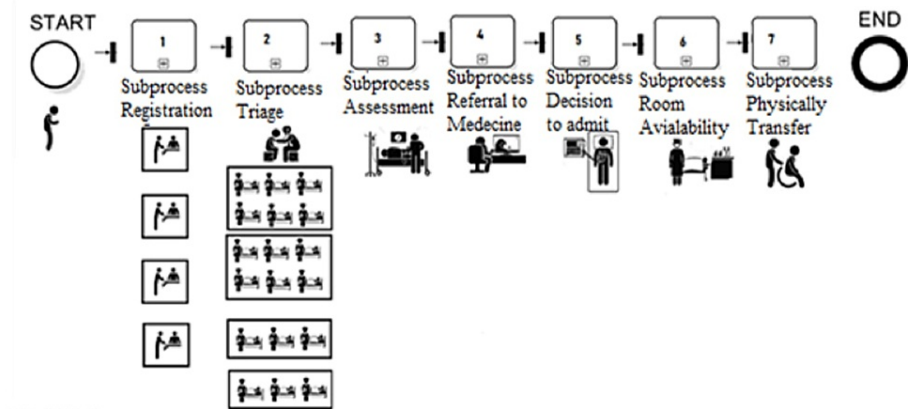 START
END
1
2
3
4
5
6
7
Subprocess
Registration
Subprocess
Triage
Subprocess
Assessment
Subprocess
Referral to
Medecine
Subprocess
Decision
to admit
Subprocess
Room
Avialability
Subprocess
Physically
Transfer